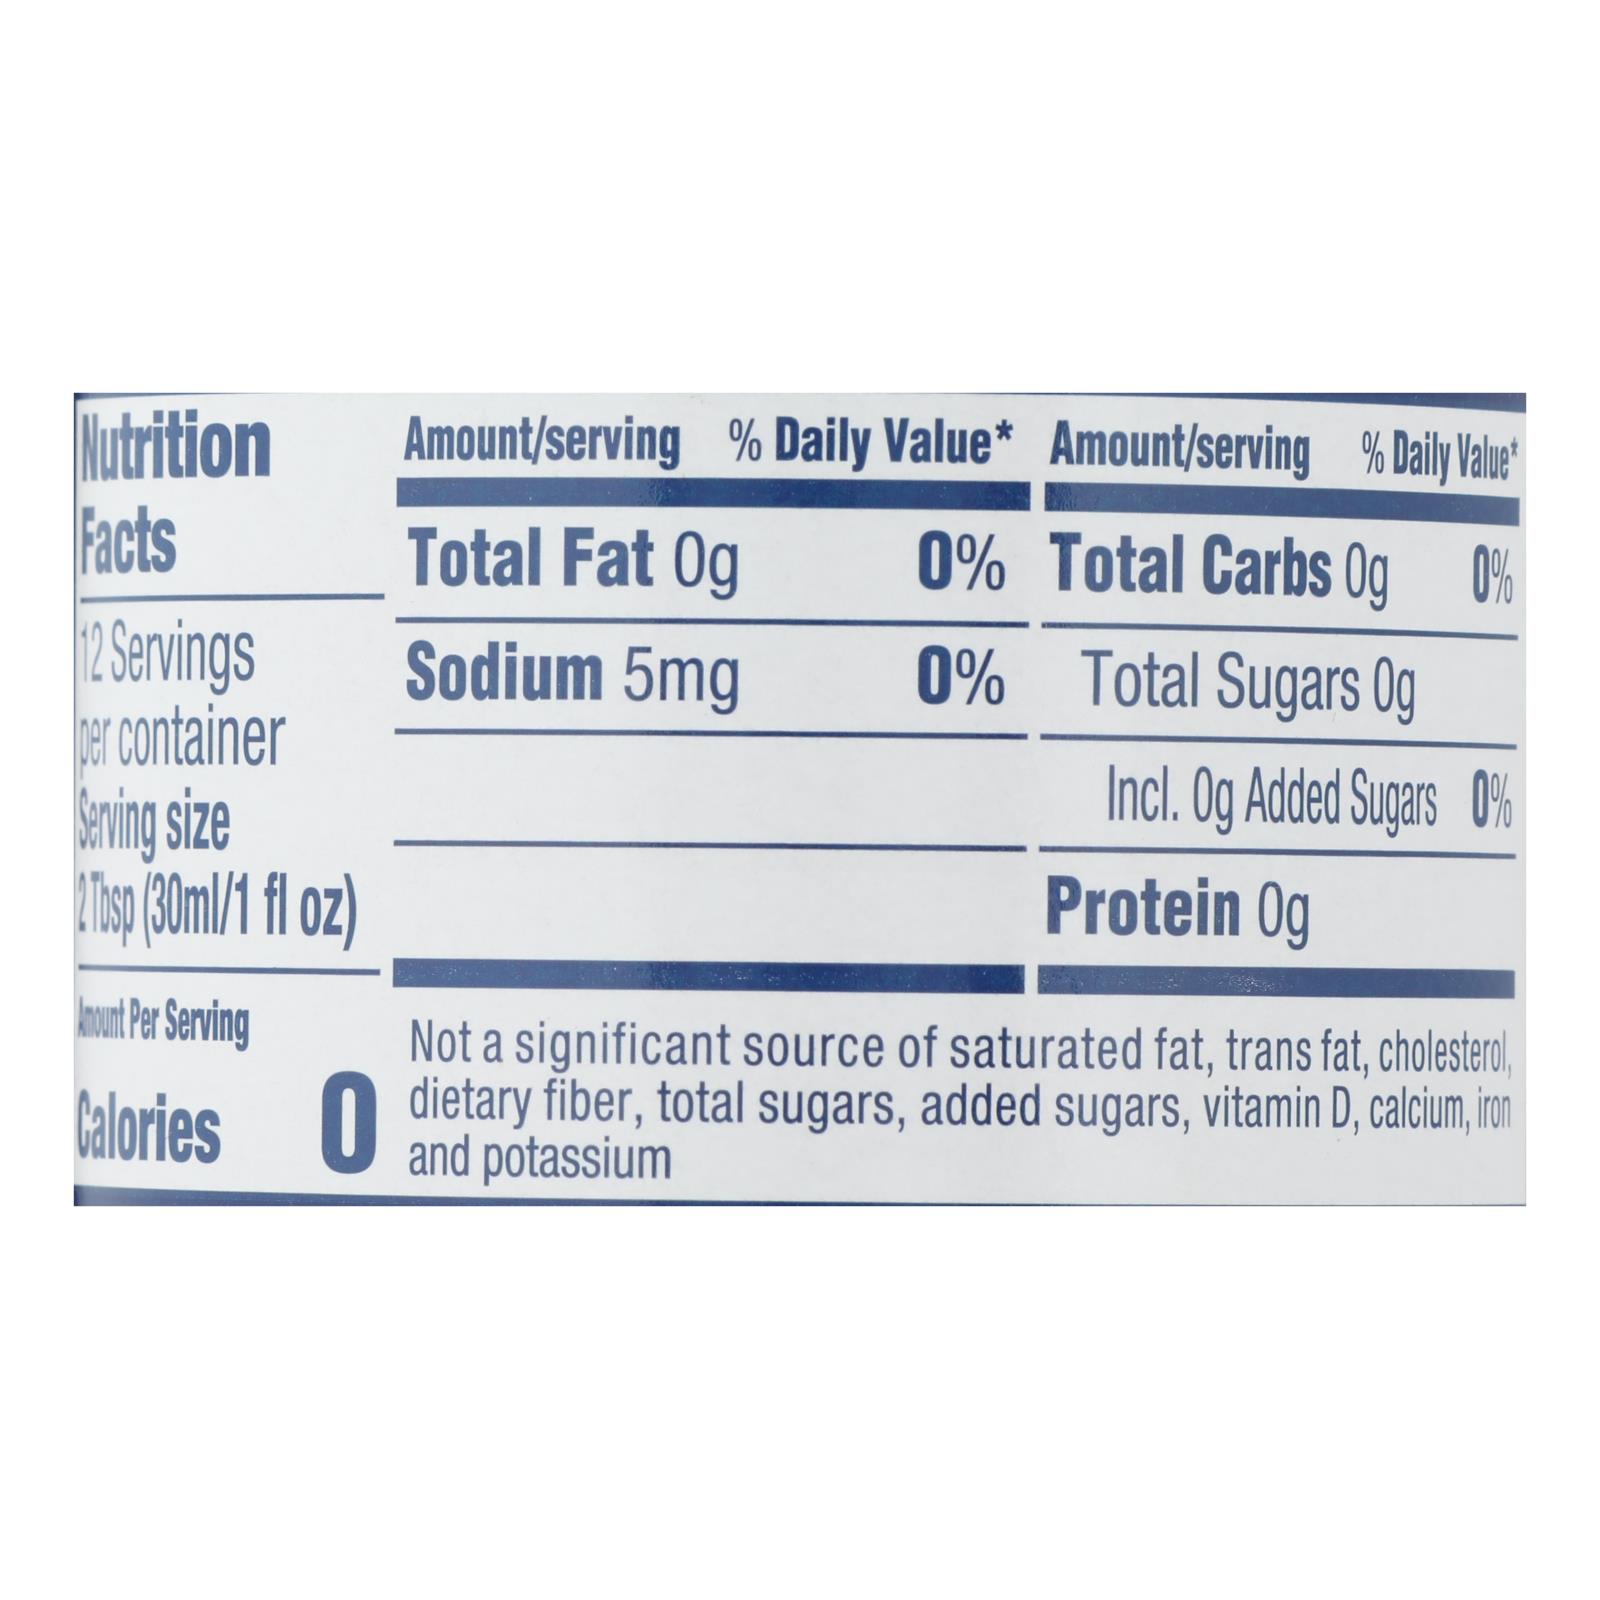 Nutrition
Facts
12 Servings
per container
Serving size
2 Tbsp (30ml/1 fl oz)
Amount Per Serving
Calories 0
Amount/serving % Daily Value*
Total Fat 0g 0%
Sodium 5mg 0%
Amount/serving % Daily Value*
Total Carbs 0g 0%
Total Sugars 0g
Incl. 0g Added Sugars 0%
Protein 0g
Not a significant source of saturated fat, trans fat, cholesterol,
dietary fiber, total sugars, added sugars, vitamin D, calcium, iron
and potassium